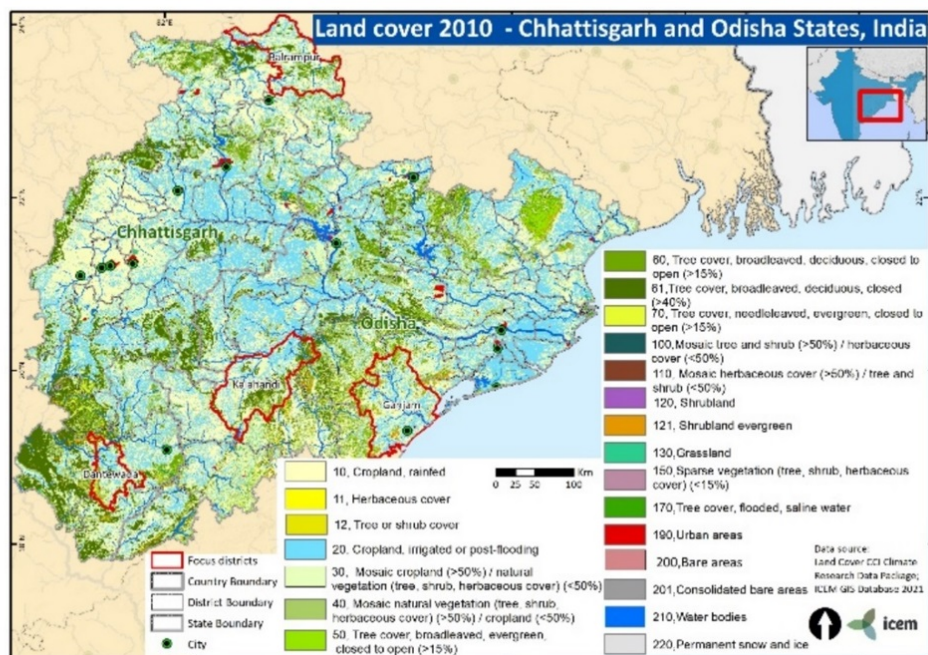 Land cover 2010 - Chhattisgarh and Odisha States, India
82°E
Balrampur
Chhattisgarh
Odisha
Kalahandi
Ganjam
Dantewada
18°N
Focus districts
Country Boundary
District Boundary
State Boundary
City
10, Cropland, rainfed
11, Herbaceous cover
12, Tree or shrub cover
20, Cropland, irrigated or post-flooding
30, Mosaic cropland (>50%) / natural
vegetation (tree, shrub, herbaceous cover) (<50%)
40, Mosaic natural vegetation (tree, shrub,
herbaceous cover) (>50%) / cropland (<50%)
50, Tree cover, broadleaved, evergreen,
closed to open (>15%)
Km
0 25 50 100
60, Tree cover, broadleaved, deciduous, closed to
open (>15%)
61,Tree cover, broadleaved, deciduous, closed
(>40%)
70, Tree cover, needleleaved, evergreen, closed to
open (>15%)
100, Mosaic tree and shrub (>50%) / herbaceous
cover (<50%)
110, Mosaic herbaceous cover (>50%) / tree and
shrub (<50%)
120, Shrubland
121, Shrubland evergreen
130, Grassland
150, Sparse vegetation (tree, shrub, herbaceous
cover) (<15%)
170, Tree cover, flooded, saline water
190, Urban areas
200, Bare areas
201, Consolidated bare areas
210, Water bodies
220, Permanent snow and ice
Data source:
Land Cover CCI Climate
Research Data Package;
ICEM GIS Database 2021
icem